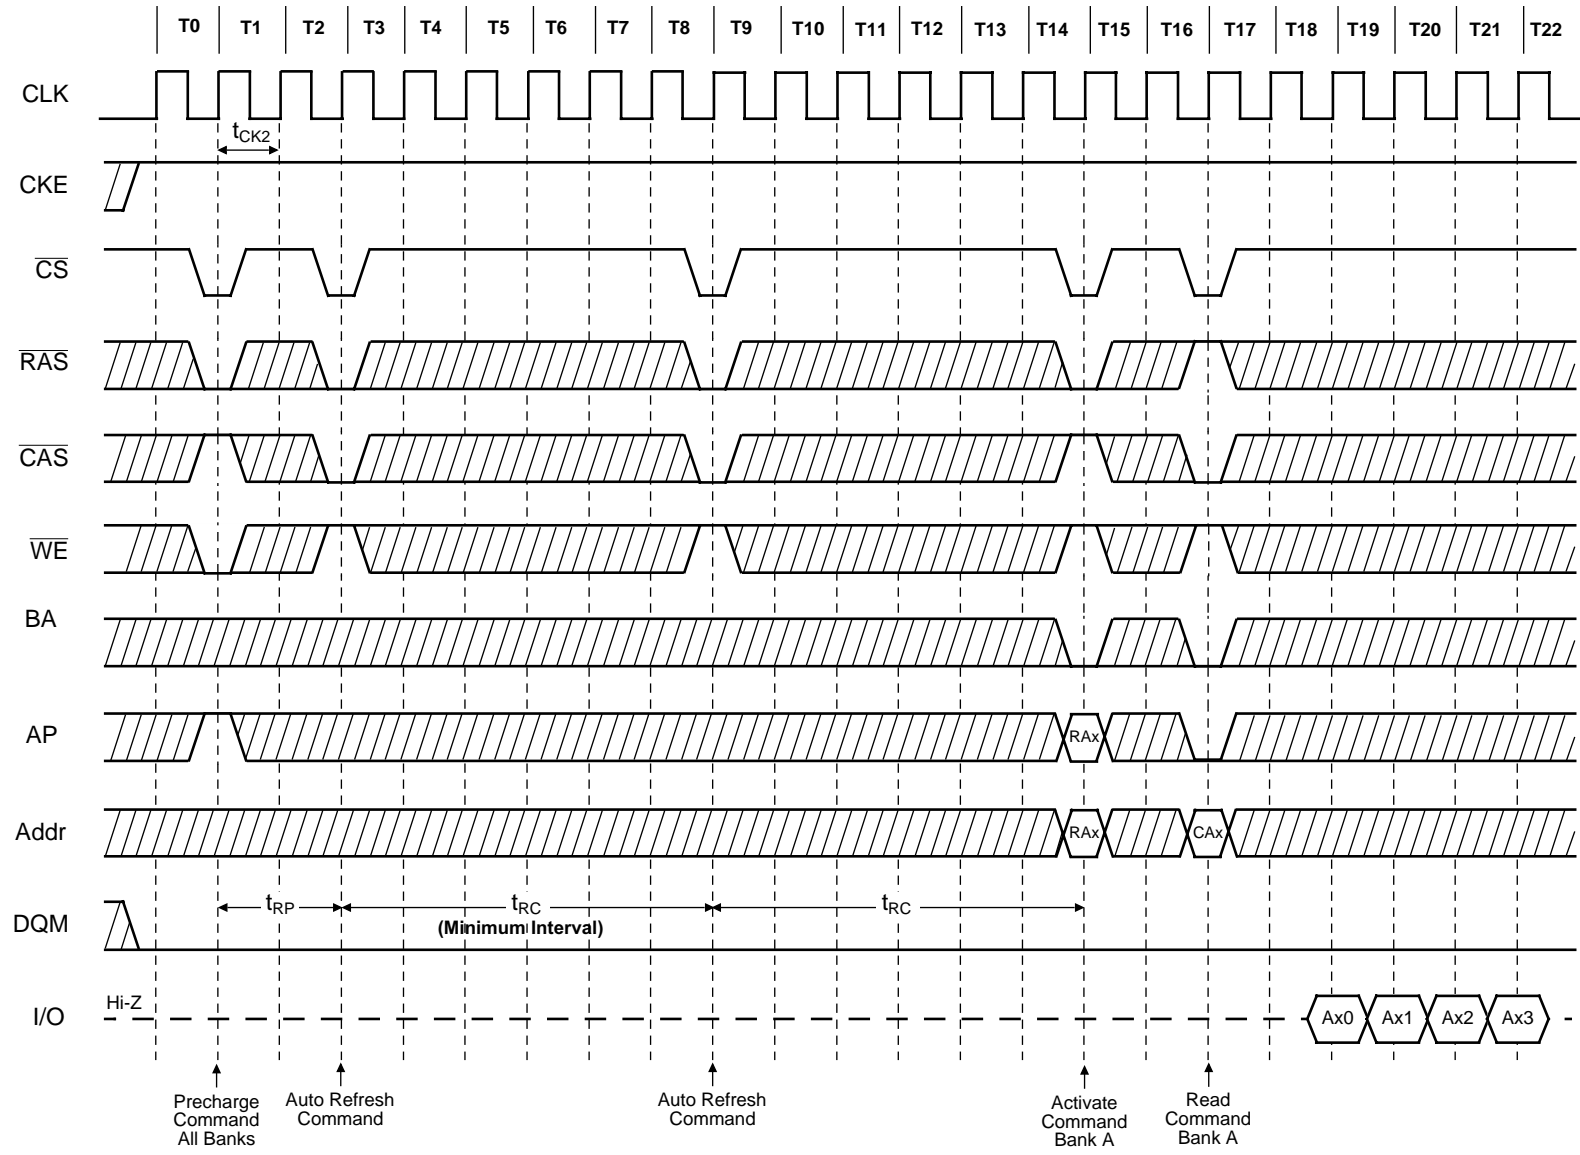 T0 T1 T2 T3 T4 T5 T6 T7 T8 T9 T10 T11 T12 T13 T14 T15 T16 T17 T18 T19 T20 T21 T22
CLK
tCK2
CKE
CS
RAS
CAS
WE
BA
AP
RAx
Addr
RAx CAx
tRP tRC tRC
(Minimum Interval)
DQM
Hi-Z
I/O
Ax0 Ax1 Ax2 Ax3
Precharge
Command
All Banks
Auto Refresh
Command
Auto Refresh
Command
Activate
Command
Bank A
Read
Command
Bank A